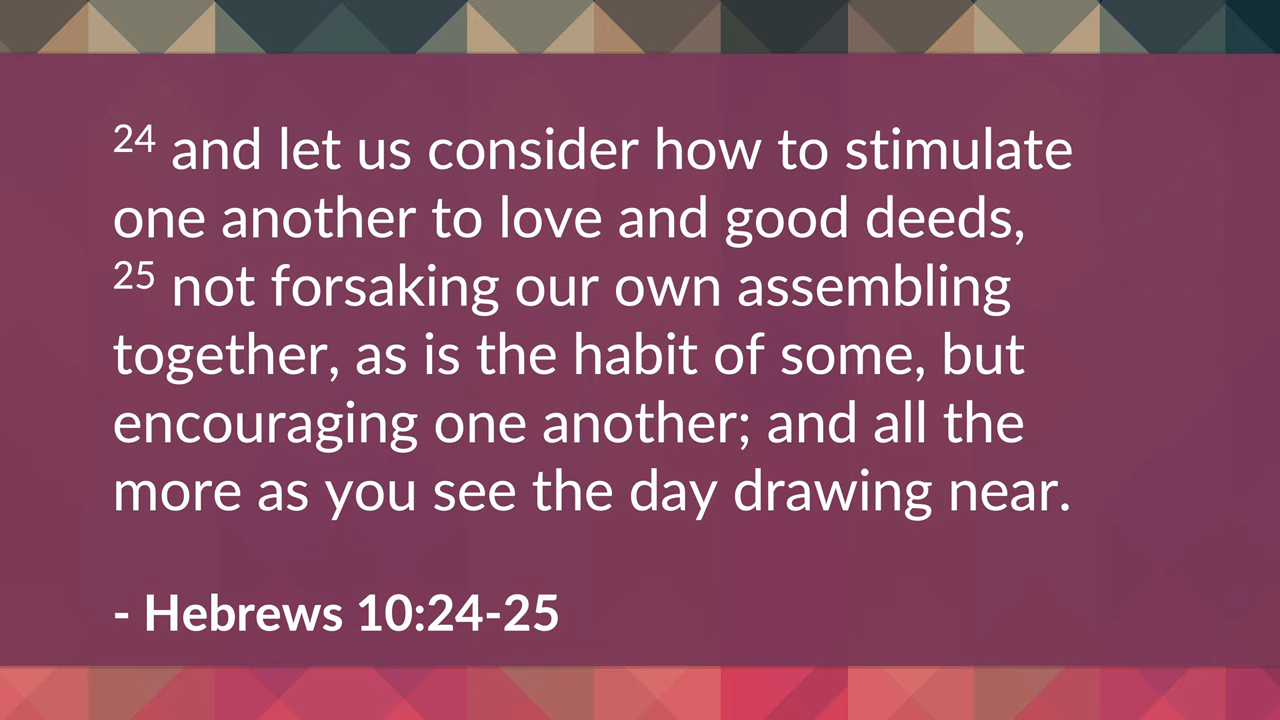 24 and let us consider how to stimulate
one another to love and good deeds,
25 not forsaking our own assembling
together, as is the habit of some, but
encouraging one another; and all the
more as you see the day drawing near.
- Hebrews 10:24-25